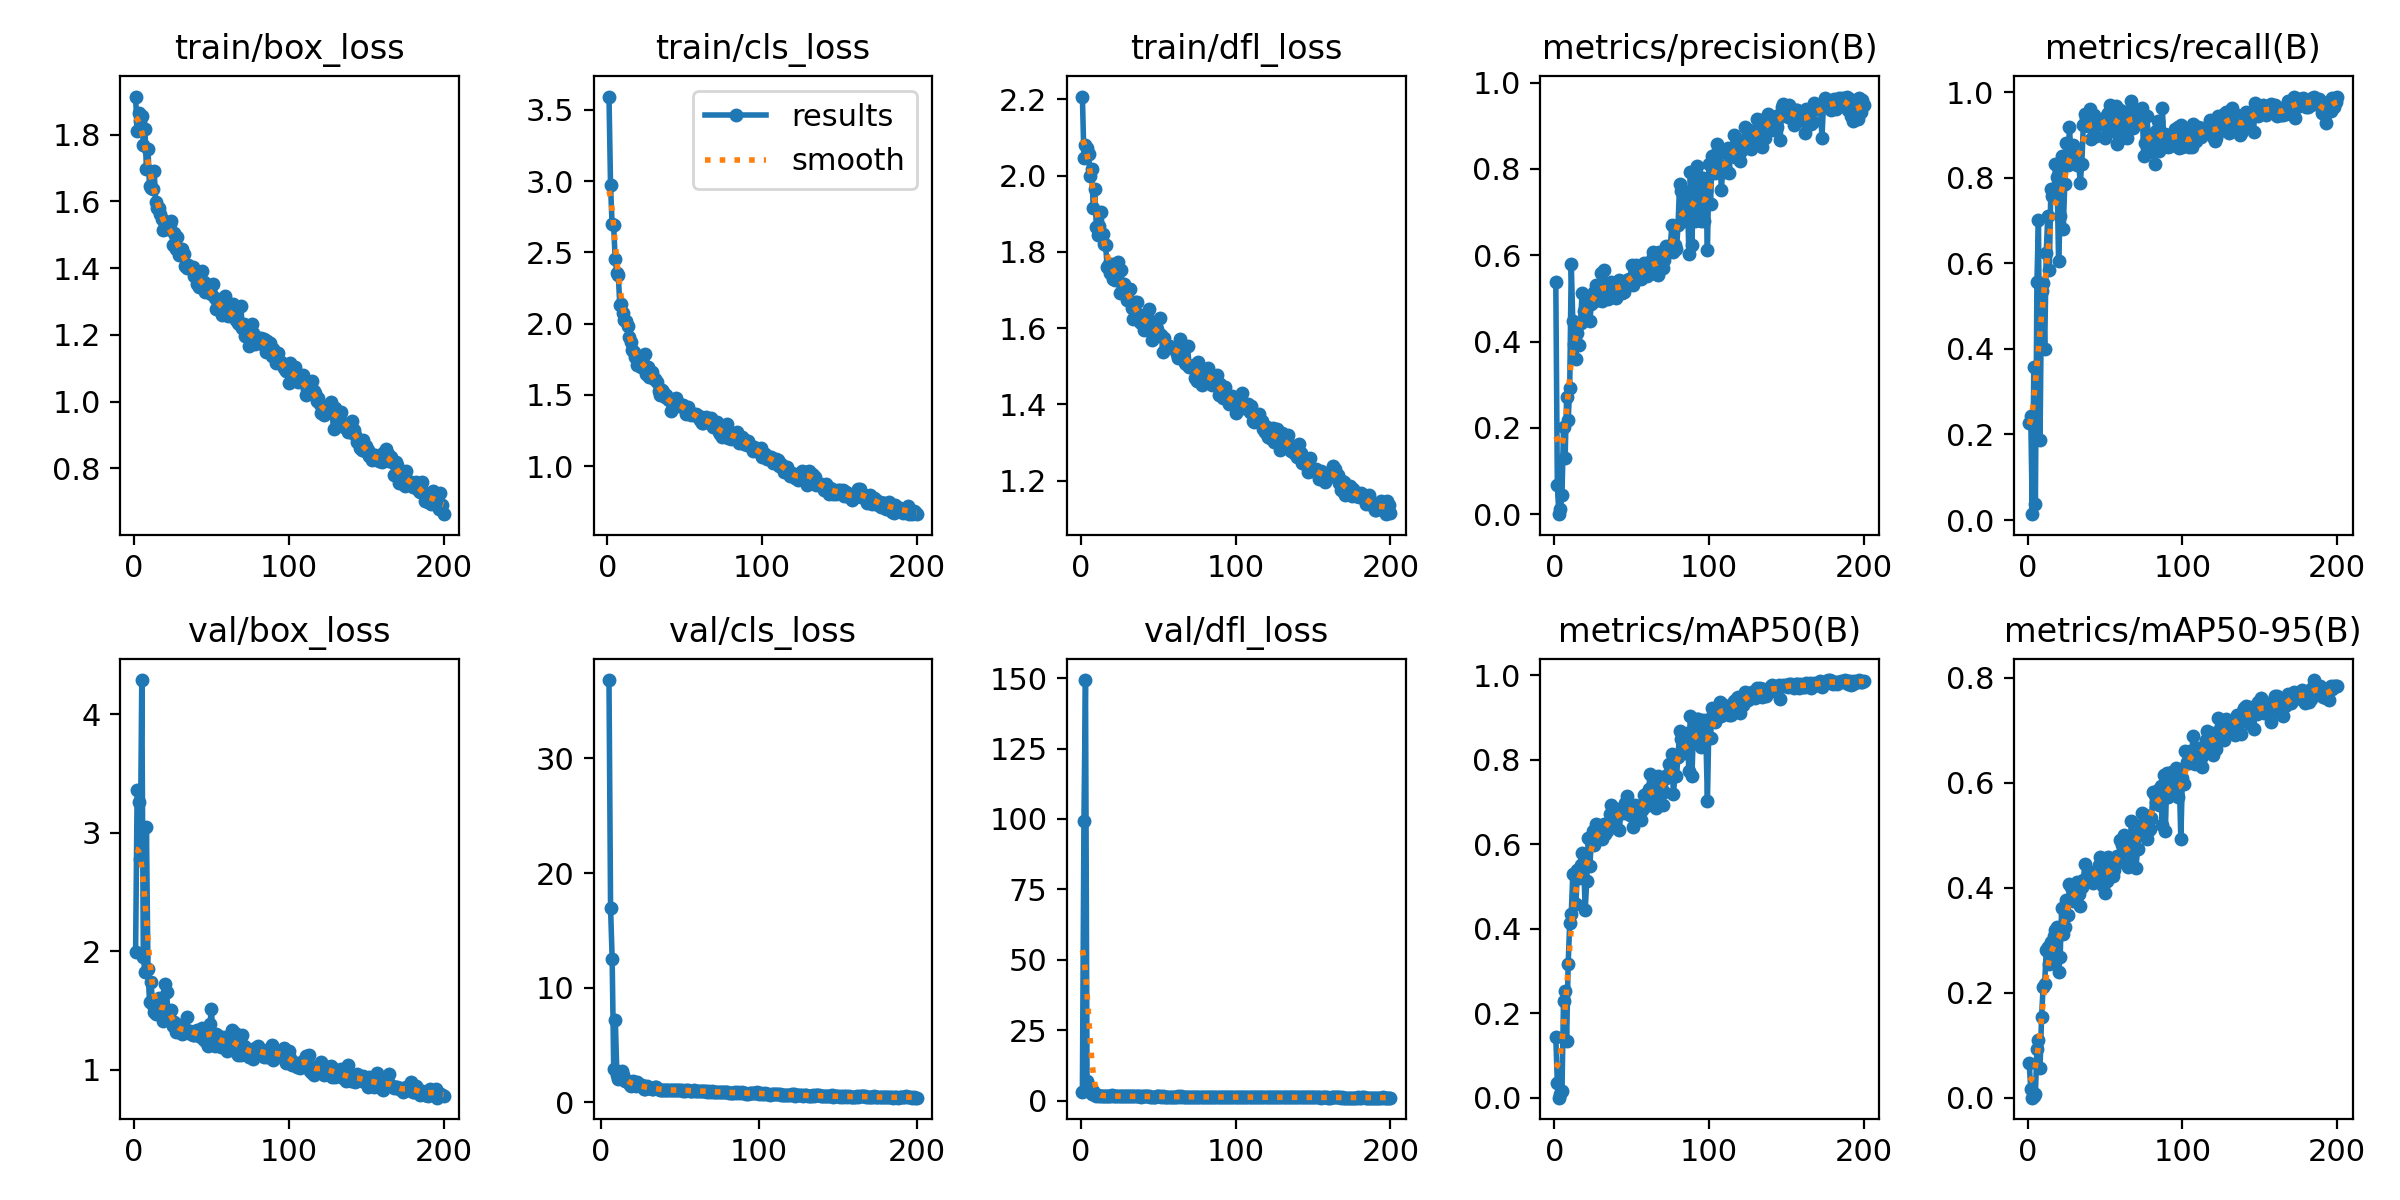 train/box_loss
1.8
1.6
1.4
1.2
1.0
0.8
0 100 200
train/cls_loss
results
smooth
3.5
3.0
2.5
2.0
1.5
1.0
0 100 200
train/dfl_loss
2.2
2.0
1.8
1.6
1.4
1.2
0 100 200
metrics/precision(B)
1.0
0.8
0.6
0.4
0.2
0.0
0 100 200
metrics/recall(B)
1.0
0.8
0.6
0.4
0.2
0.0
0 100 200
val/box_loss
4
3
2
1
0 100 200
val/cls_loss
30
20
10
0
0 100 200
val/dfl_loss
150
125
100
75
50
25
0
0 100 200
metrics/mAP50(B)
1.0
0.8
0.6
0.4
0.2
0.0
0 100 200
metrics/mAP50-95(B)
0.8
0.6
0.4
0.2
0.0
0 100 200